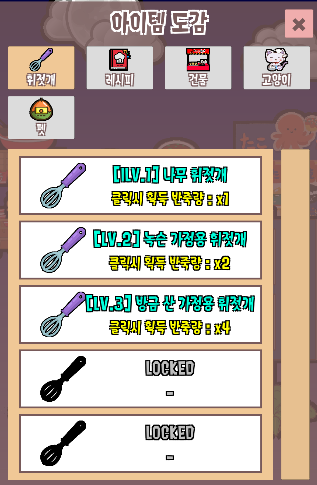 아이템 도감
휘젓개
레시피
건물
고양이
펫
[LV.1] 나무 휘젓개
클릭시 획득 반죽량 : x1
[LV.2] 녹슨 가정용 휘젓개
클릭시 획득 반죽량 : x2
[LV.3] 방금 산 가정용 휘젓개
클릭시 획득 반죽량 : x4
LOCKED
-
LOCKED
-